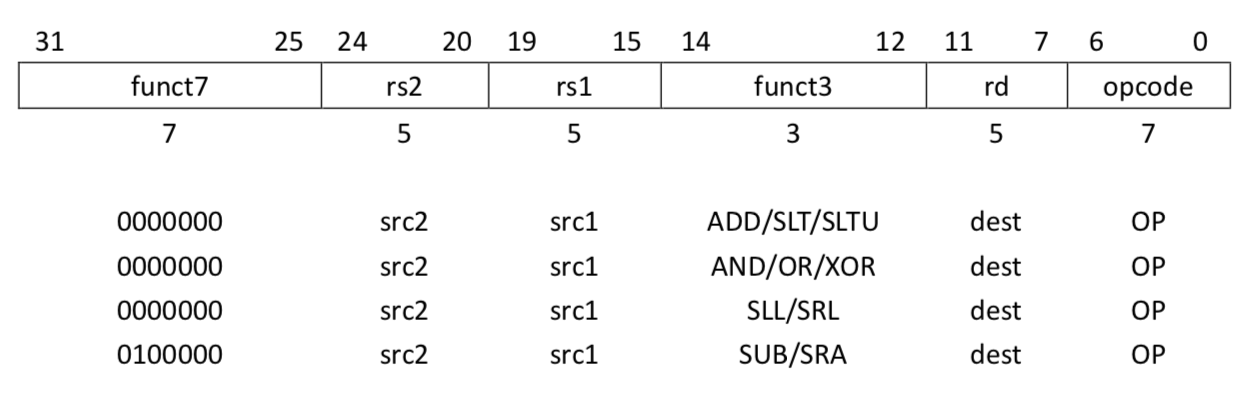 31 25 24 20 19 15 14 12 11 7 6 0
funct7 rs2 rs1 funct3 rd opcode
7 5 5 3 5 7
0000000 src2 src1 ADD/SLT/SLTU dest OP
0000000 src2 src1 AND/OR/XOR dest OP
0000000 src2 src1 SLL/SRL dest OP
0100000 src2 src1 SUB/SRA dest OP